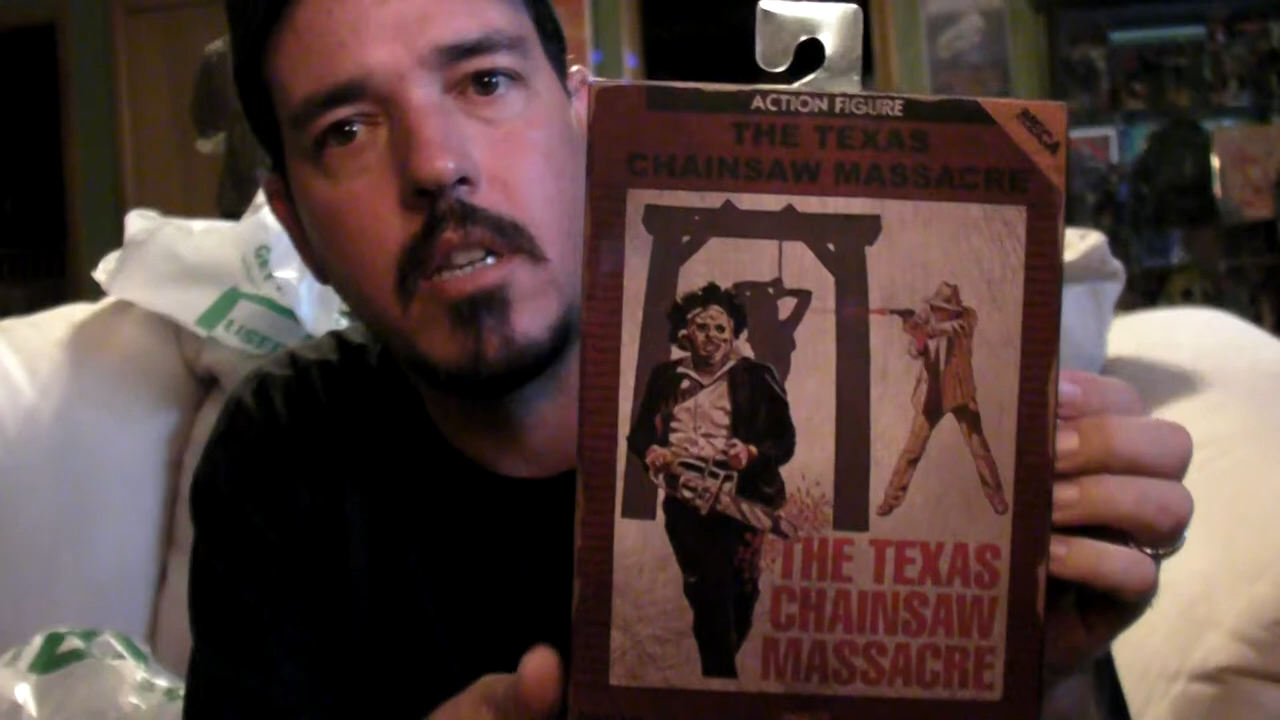 ACTION FIGURE
NECA
THE TEXAS
CHAINSAW MASSACRE
THE TEXAS
CHAINSAW
MASSACRE